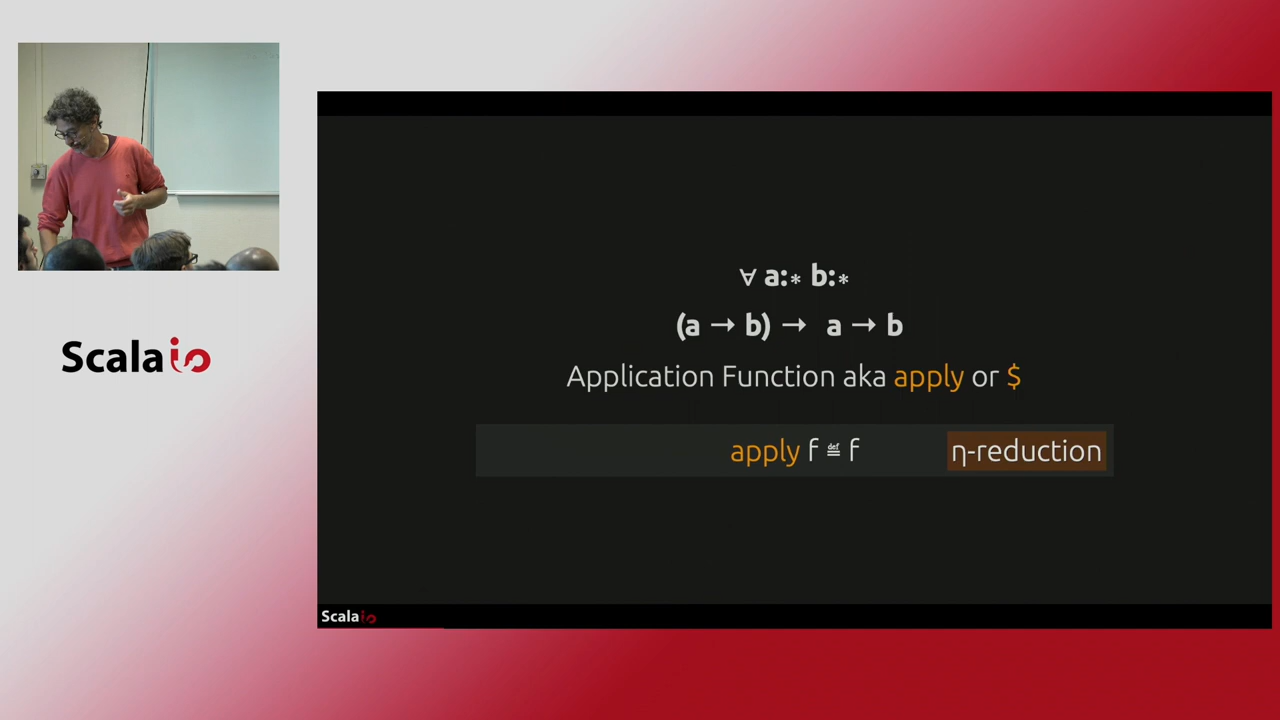 ∀ a:* b:*
(a → b) → a → b
Application Function aka apply or $
apply f ≝ f η-reduction
Scala io
Scala io